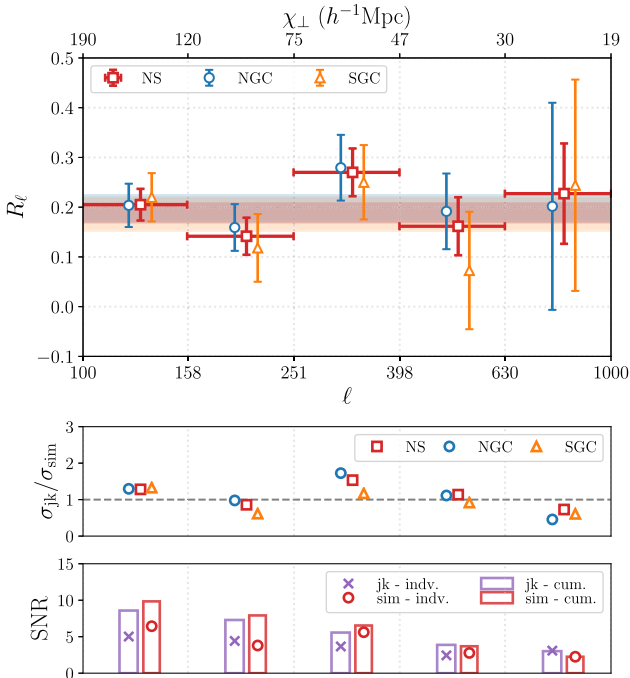 χ⊥ (h⁻¹Mpc)
190 120 75 47 30 19
0.5
NS NGC SGC
0.4
0.3
0.2
0.1
0.0
−0.1
Rℓ
100 158 251 398 630 1000
ℓ
3
NS NGC SGC
2
1
0
σjk/σsim
15
jk - indv. jk - cum.
sim - indv. sim - cum.
10
5
0
SNR